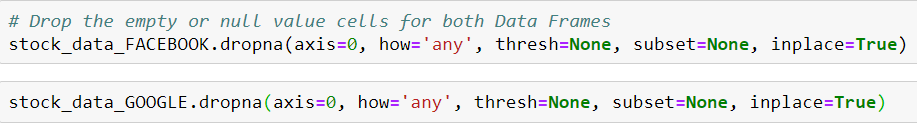 # Drop the empty or null value cells for both Data Frames
stock_data_FACEBOOK.dropna(axis=0, how='any', thresh=None, subset=None, inplace=True)
stock_data_GOOGLE.dropna(axis=0, how='any', thresh=None, subset=None, inplace=True)